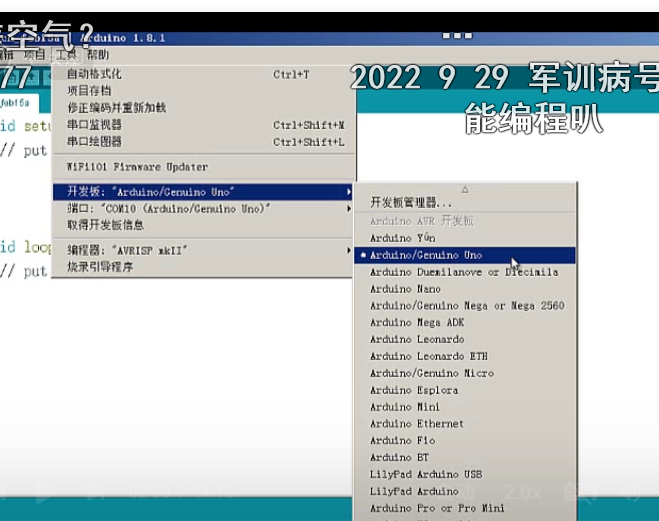 空气?
Arduino 1.8.1
项目 工具 帮助
77
2022 9 29 军训病号
能编程叭
自动格式化 Ctrl+T
项目存档
修正编码并重新加载
串口监视器 Ctrl+Shift+M
串口绘图器 Ctrl+Shift+L
WiFi101 Firmware Updater
开发板: "Arduino/Genuino Uno"
端口: "COM10 (Arduino/Genuino Uno)"
取得开发板信息
编程器: "AVRISP mkII"
烧录引导程序
id setu
// put
id loop
// put
开发板管理器...
Arduino AVR 开发板
Arduino Yún
Arduino/Genuino Uno
Arduino Duemilanove or Diecimila
Arduino Nano
Arduino/Genuino Mega or Mega 2560
Arduino Mega ADK
Arduino Leonardo
Arduino Leonardo ETH
Arduino/Genuino Micro
Arduino Esplora
Arduino Mini
Arduino Ethernet
Arduino Fio
Arduino BT
LilyPad Arduino USB
LilyPad Arduino
Arduino Pro or Pro Mini
2.0x